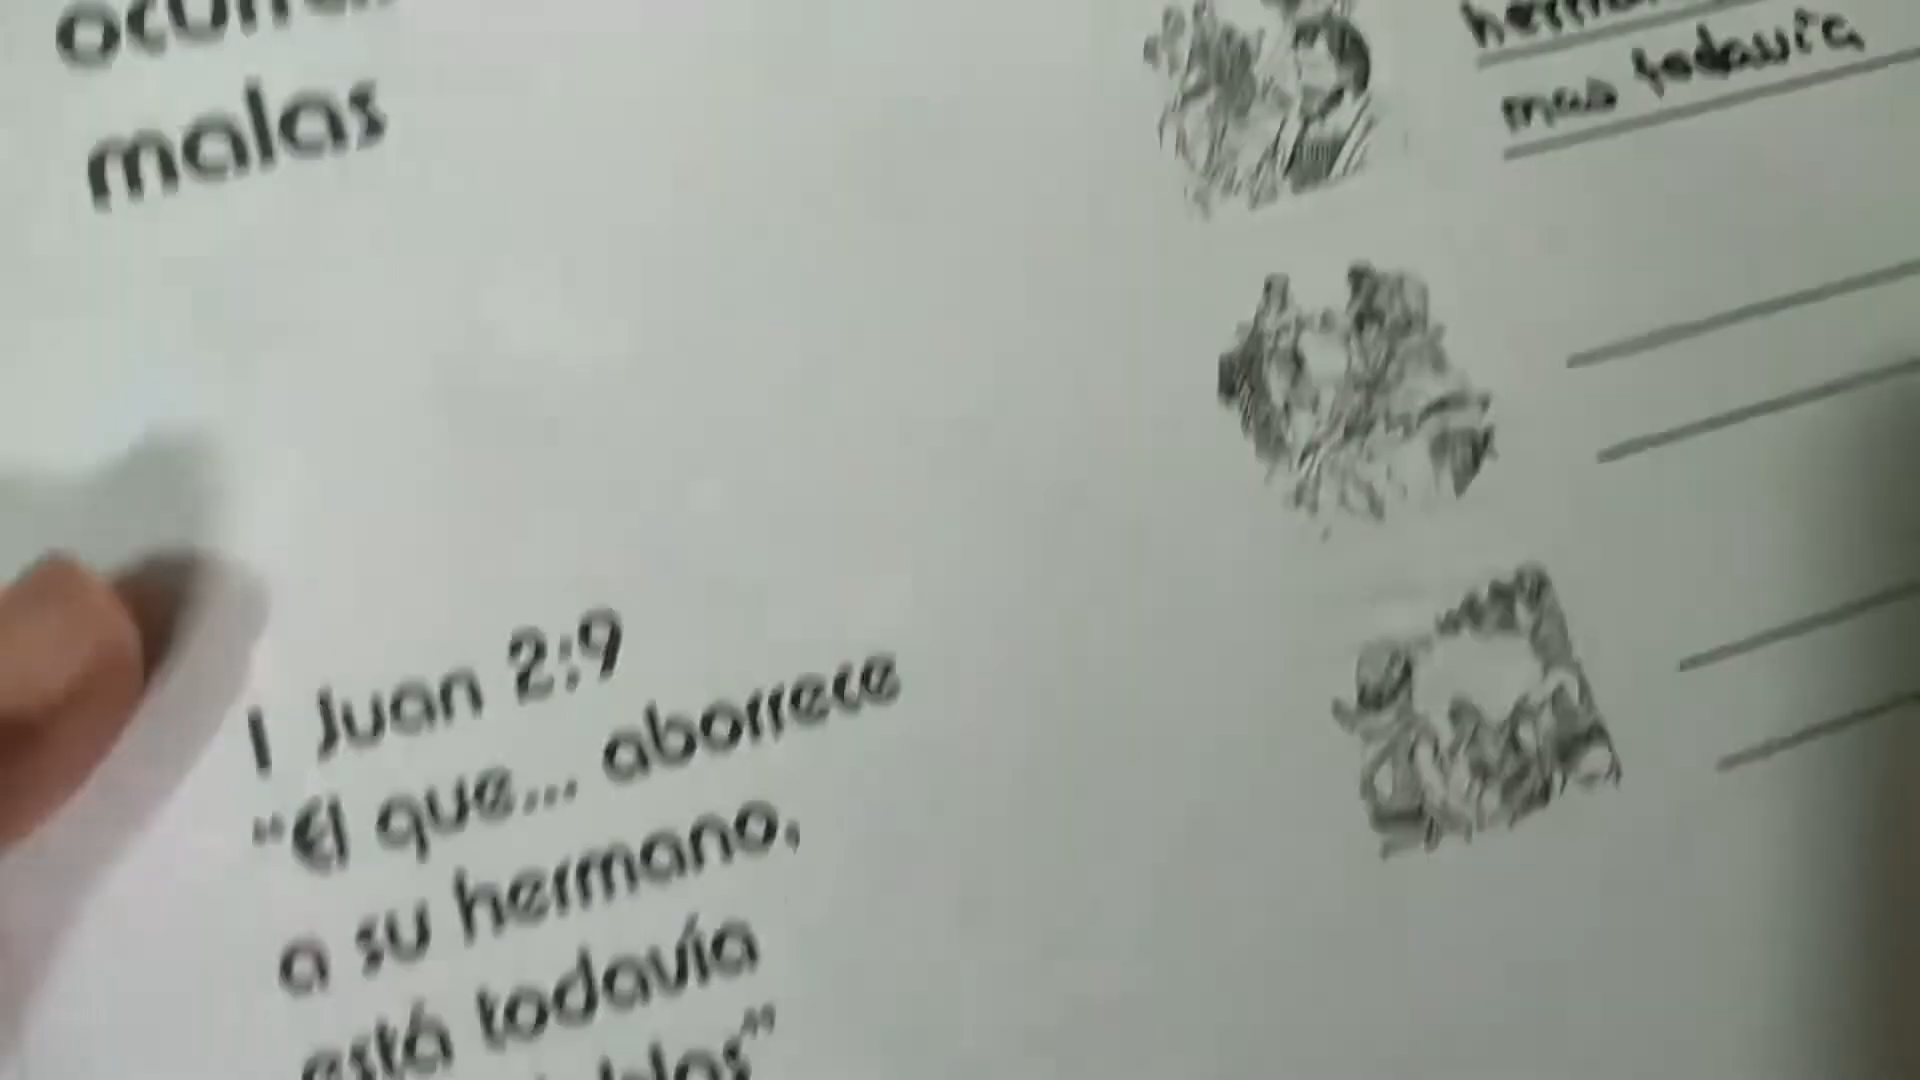 malas
1 Juan 2:9
"El que... aborrece
a su hermano,
está todavía
mas todavía